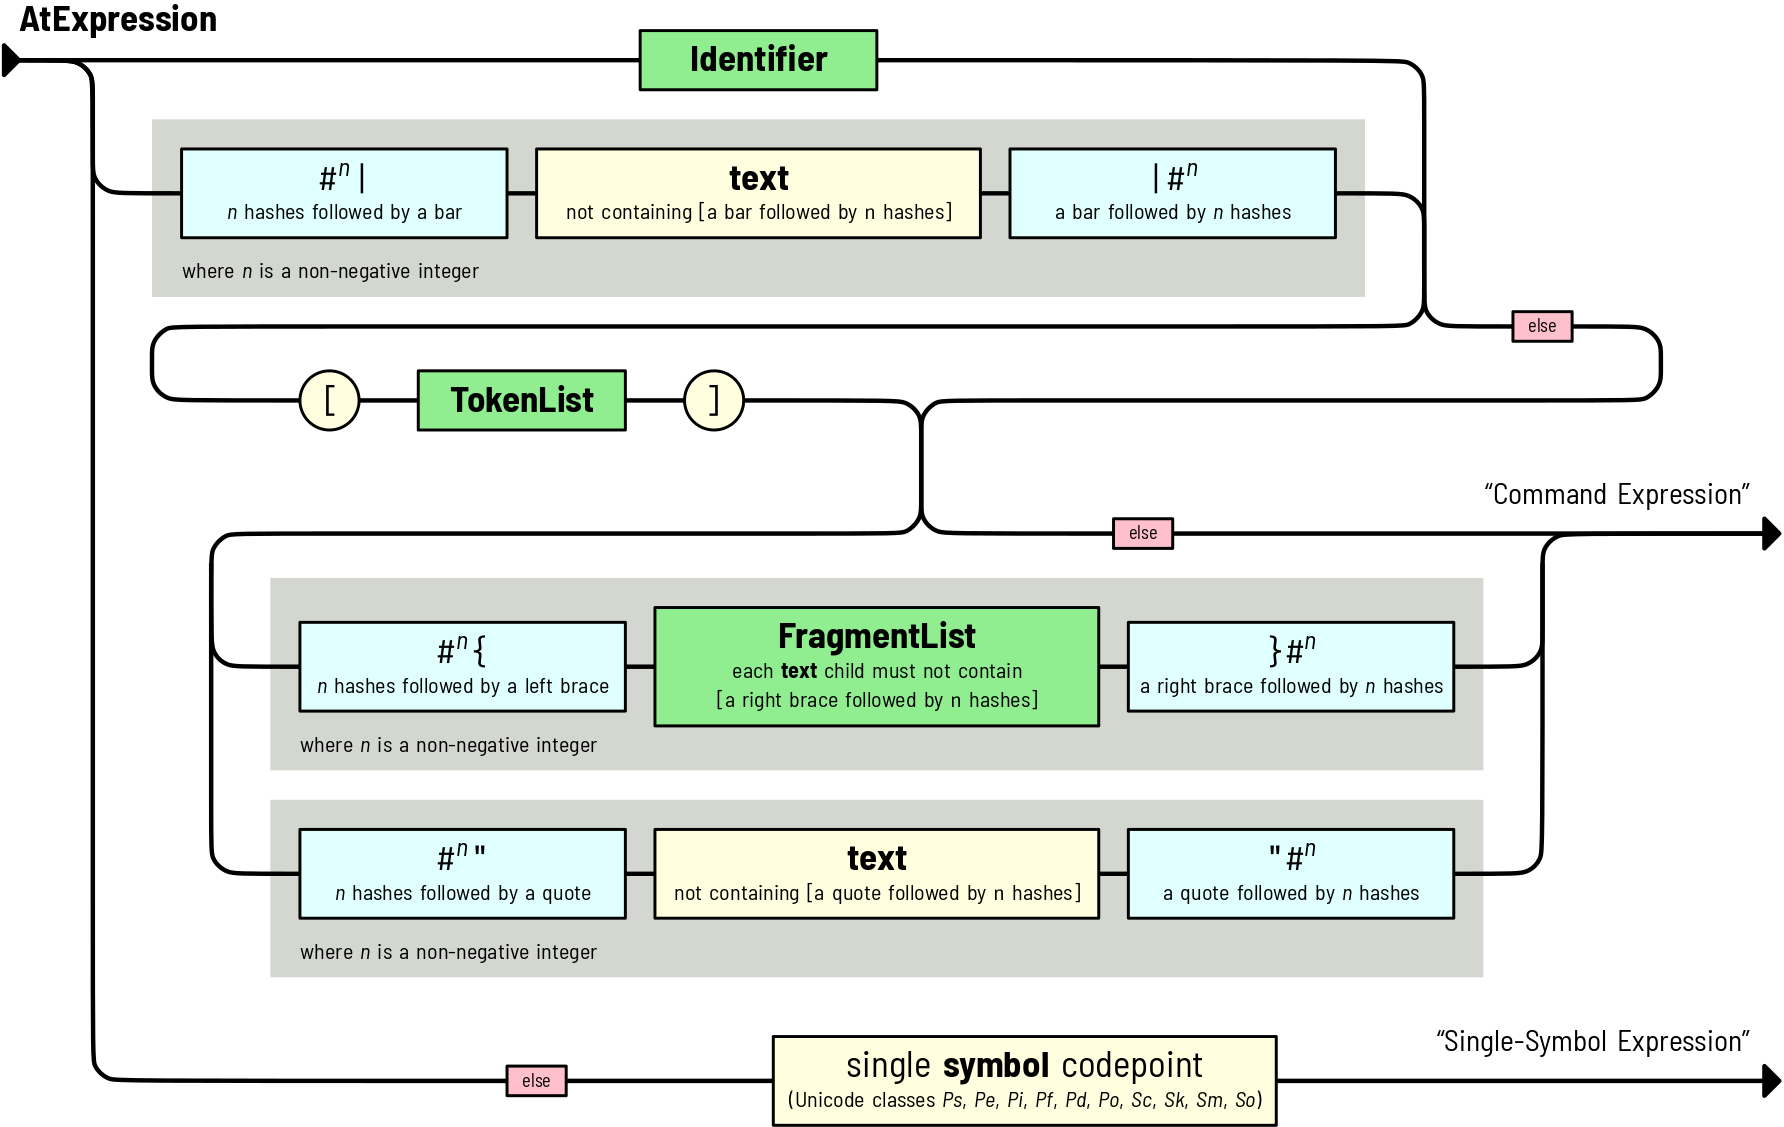 AtExpression
Identifier
#n|
n hashes followed by a bar
text
not containing [a bar followed by n hashes]
|#n
a bar followed by n hashes
where n is a non-negative integer
else
[
TokenList
]
“Command Expression”
else
#n{
n hashes followed by a left brace
FragmentList
each text child must not contain
[a right brace followed by n hashes]
}#n
a right brace followed by n hashes
where n is a non-negative integer
#n"
n hashes followed by a quote
text
not containing [a quote followed by n hashes]
"#n
a quote followed by n hashes
where n is a non-negative integer
“Single-Symbol Expression”
else
single symbol codepoint
(Unicode classes Ps, Pe, Pi, Pf, Pd, Po, Sc, Sk, Sm, So)